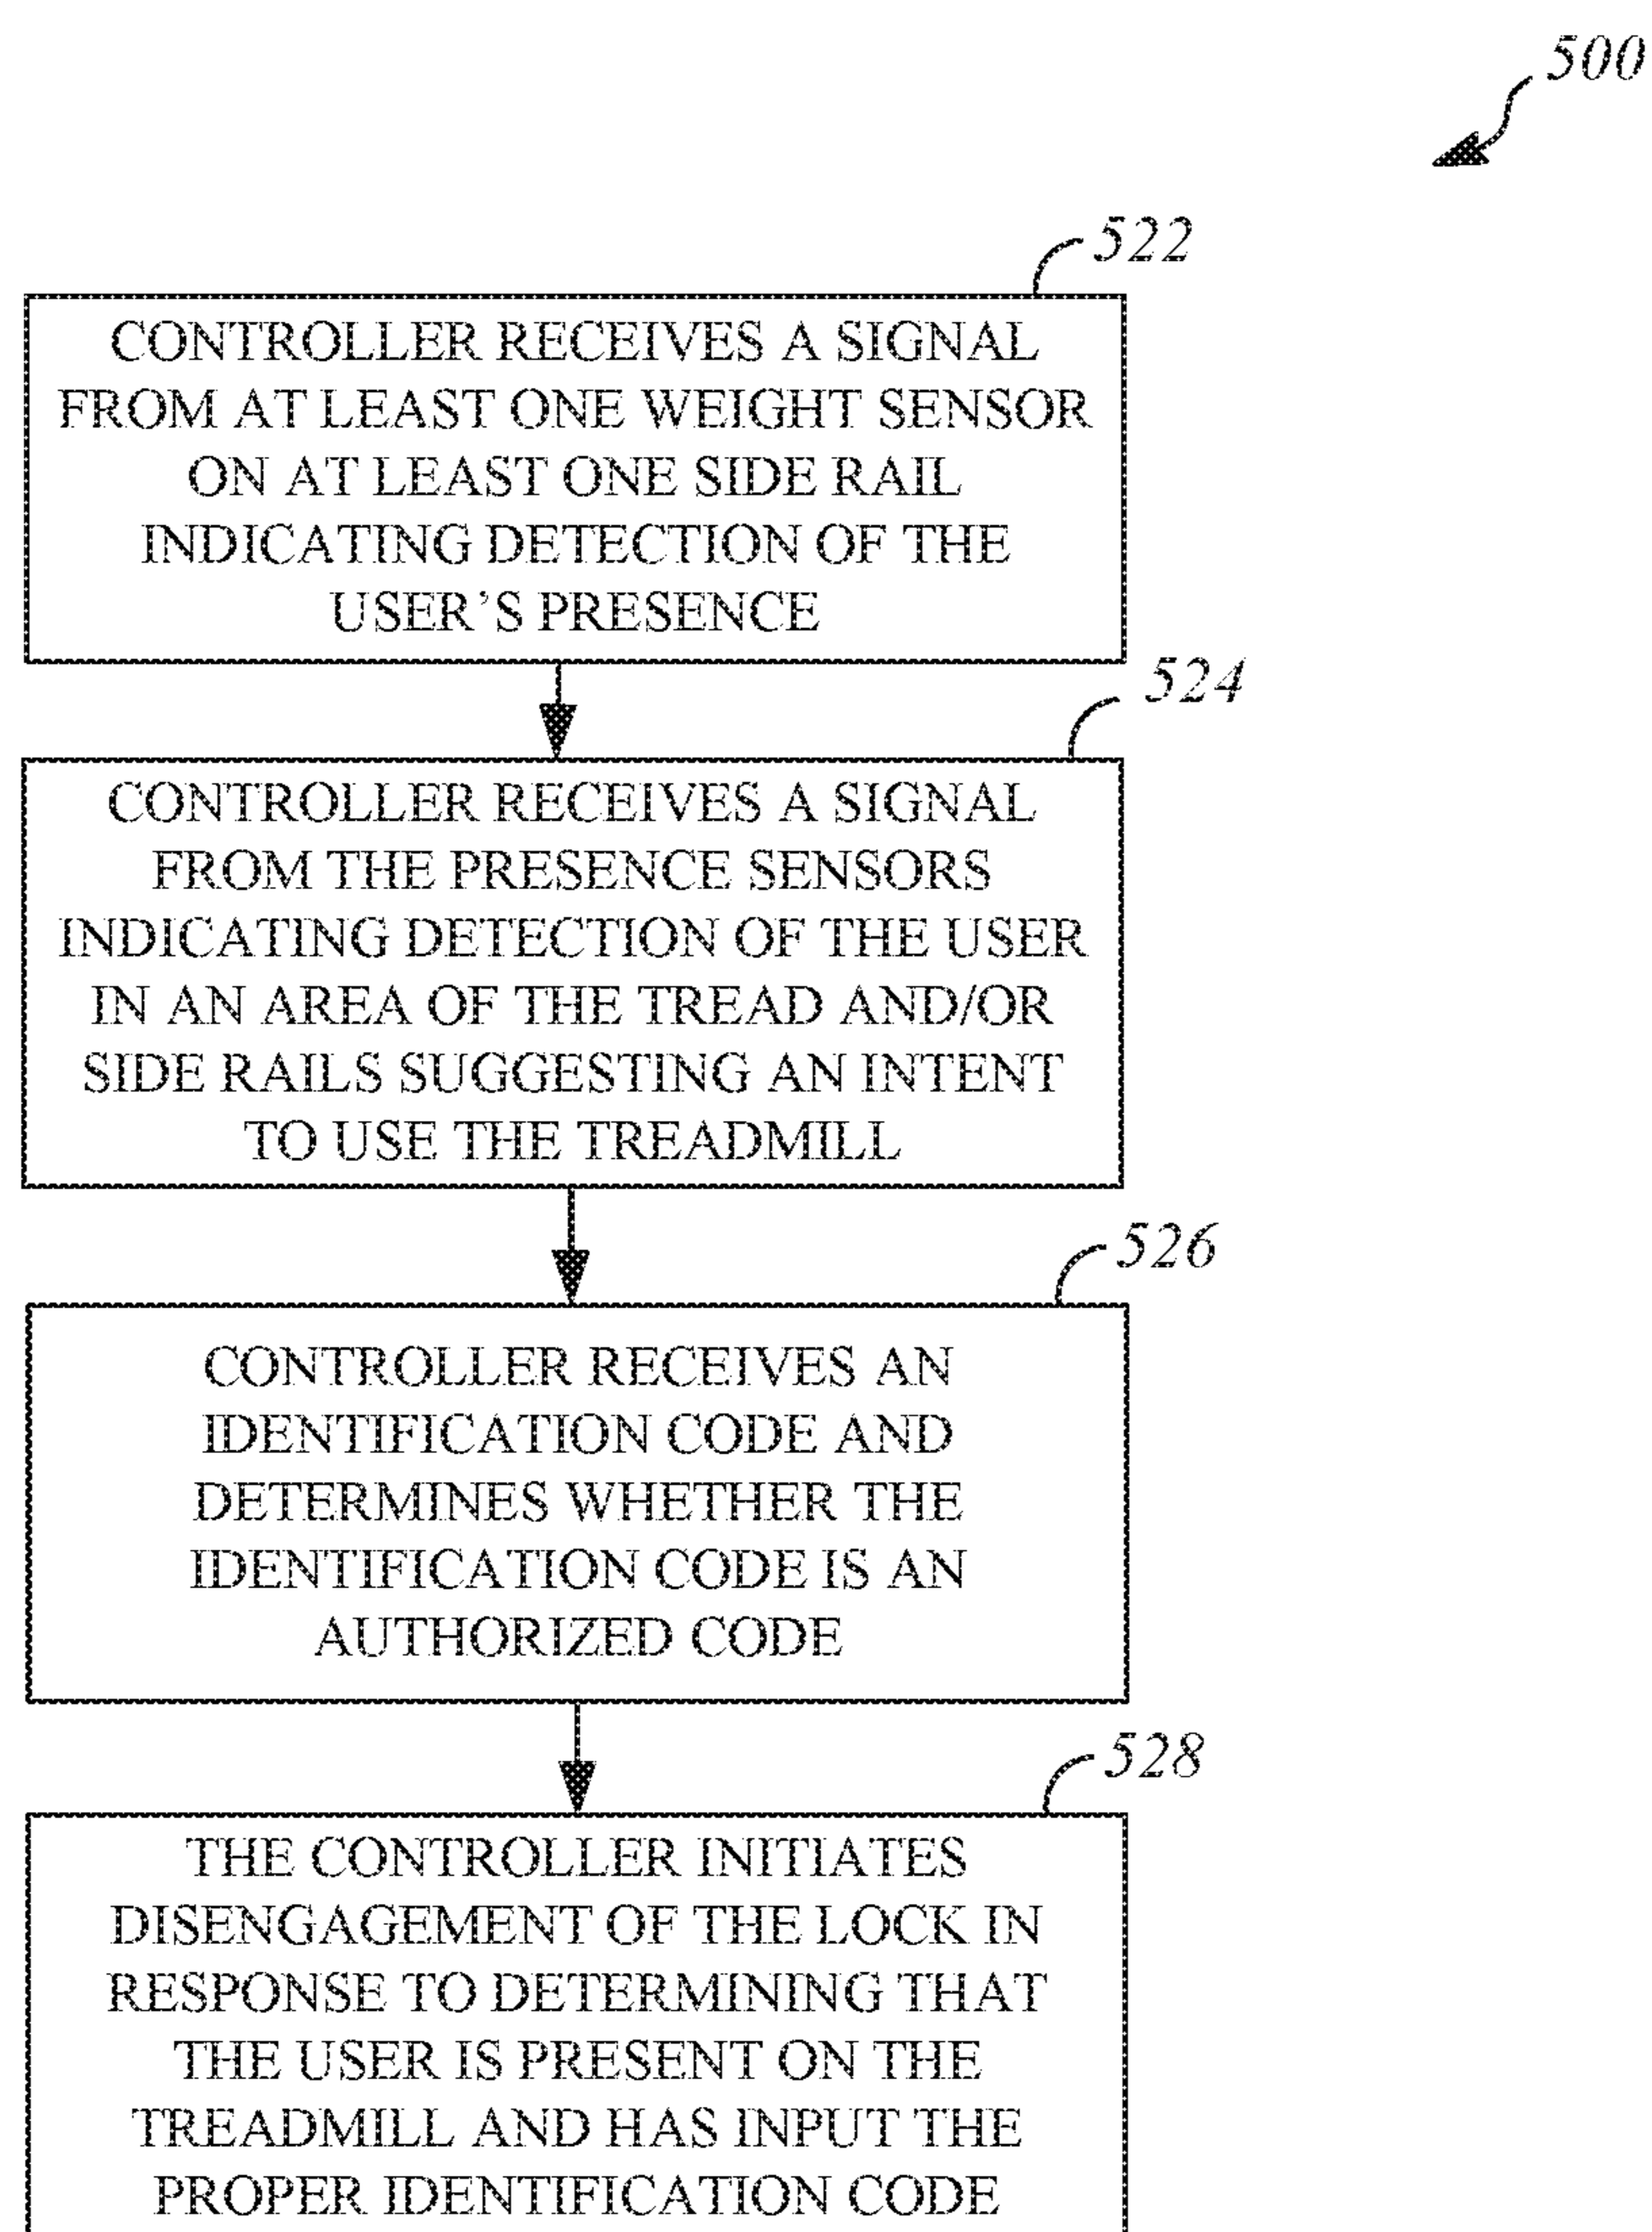 500
522
CONTROLLER RECEIVES A SIGNAL
FROM AT LEAST ONE WEIGHT SENSOR
ON AT LEAST ONE SIDE RAIL
INDICATING DETECTION OF THE
USER'S PRESENCE
524
CONTROLLER RECEIVES A SIGNAL
FROM THE PRESENCE SENSORS
INDICATING DETECTION OF THE USER
IN AN AREA OF THE TREAD AND/OR
SIDE RAILS SUGGESTING AN INTENT
TO USE THE TREADMILL
526
CONTROLLER RECEIVES AN
IDENTIFICATION CODE AND
DETERMINES WHETHER THE
IDENTIFICATION CODE IS AN
AUTHORIZED CODE
528
THE CONTROLLER INITIATES
DISENGAGEMENT OF THE LOCK IN
RESPONSE TO DETERMINING THAT
THE USER IS PRESENT ON THE
TREADMILL AND HAS INPUT THE
PROPER IDENTIFICATION CODE